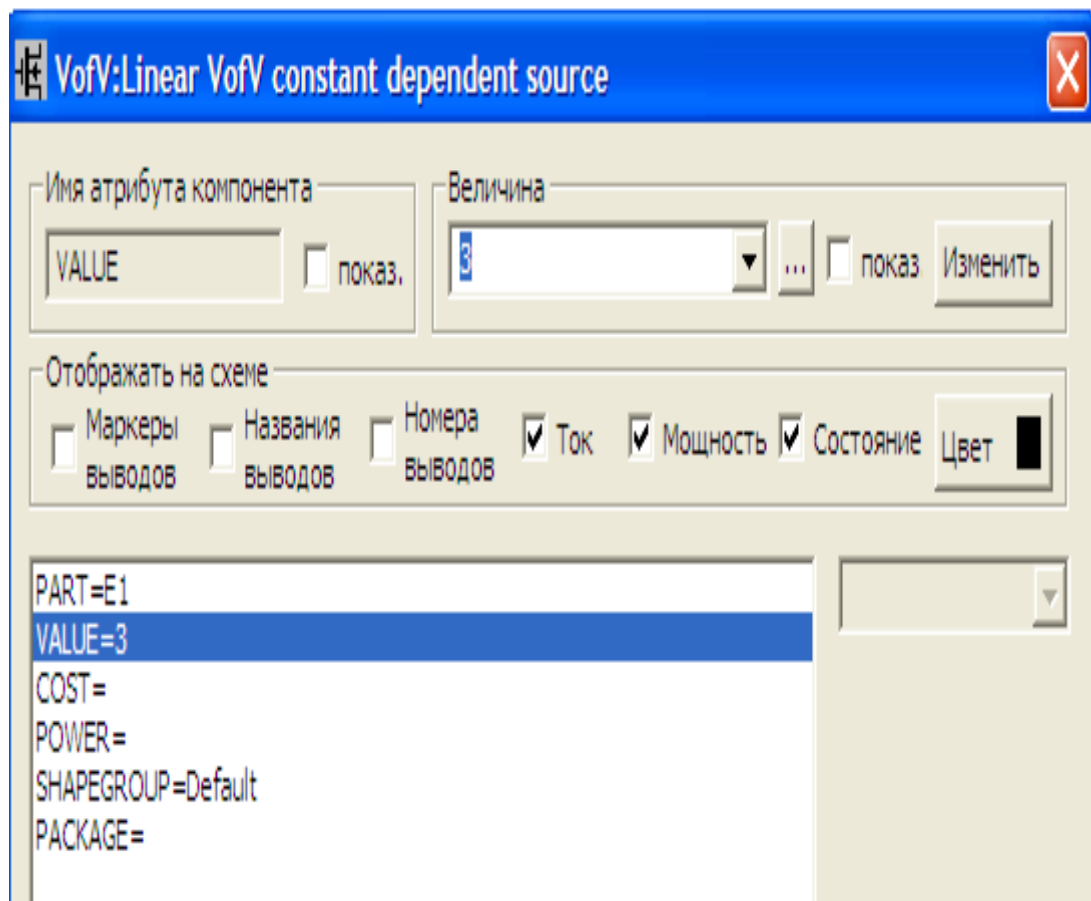 VofV:Linear VofV constant dependent source
Имя атрибута компонента
VALUE
показ.
Величина
3
...
показ
Изменить
Отображать на схеме
Маркеры
выводов
Названия
выводов
Номера
выводов
Ток
Мощность
Состояние
Цвет
PART=E1
VALUE=3
COST=
POWER=
SHAPEGROUP=Default
PACKAGE=